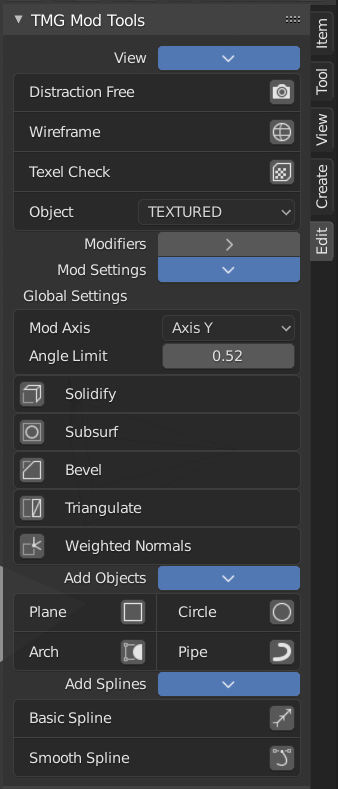 TMG Mod Tools
View
Distraction Free
Wireframe
Texel Check
Object TEXTURED
Modifiers
Mod Settings
Global Settings
Mod Axis Axis Y
Angle Limit 0.52
Solidify
Subsurf
Bevel
Triangulate
Weighted Normals
Add Objects
Plane Circle
Arch Pipe
Add Splines
Basic Spline
Smooth Spline
Item
Tool
View
Create
Edit